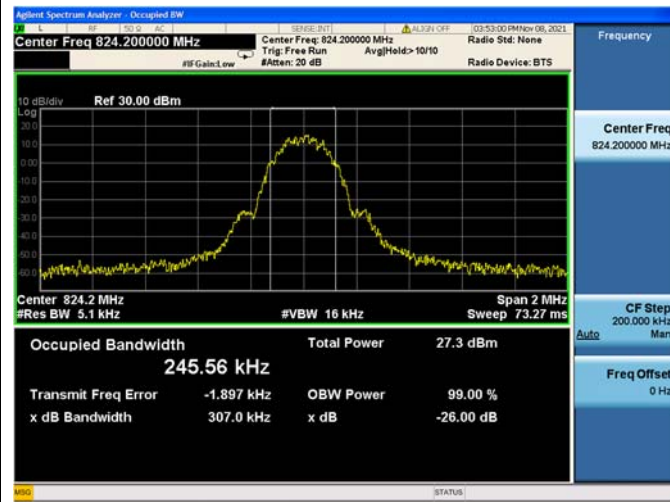 Agilent Spectrum Analyzer - Occupied BW
L RF 50 Ω AC SENSE:INT ALIGN OFF 03:53:00 PM Nov 08, 2021
Center Freq 824.200000 MHz Center Freq: 824.200000 MHz Radio Std: None
Trig: Free Run Avg|Hold:> 10/10
#IFGain:Low #Atten: 20 dB Radio Device: BTS
10 dB/div Ref 30.00 dBm
Log
20.0
10.0
0.00
-10.0
-20.0
-30.0
-40.0
-50.0
-60.0
Center 824.2 MHz Span 2 MHz
#Res BW 5.1 kHz #VBW 16 kHz Sweep 73.27 ms
Occupied Bandwidth Total Power 27.3 dBm
245.56 kHz
Transmit Freq Error -1.897 kHz OBW Power 99.00 %
x dB Bandwidth 307.0 kHz x dB -26.00 dB
MSG STATUS
Frequency
Center Freq
824.200000 MHz
CF Step
200.000 kHz
Auto Man
Freq Offset
0 Hz